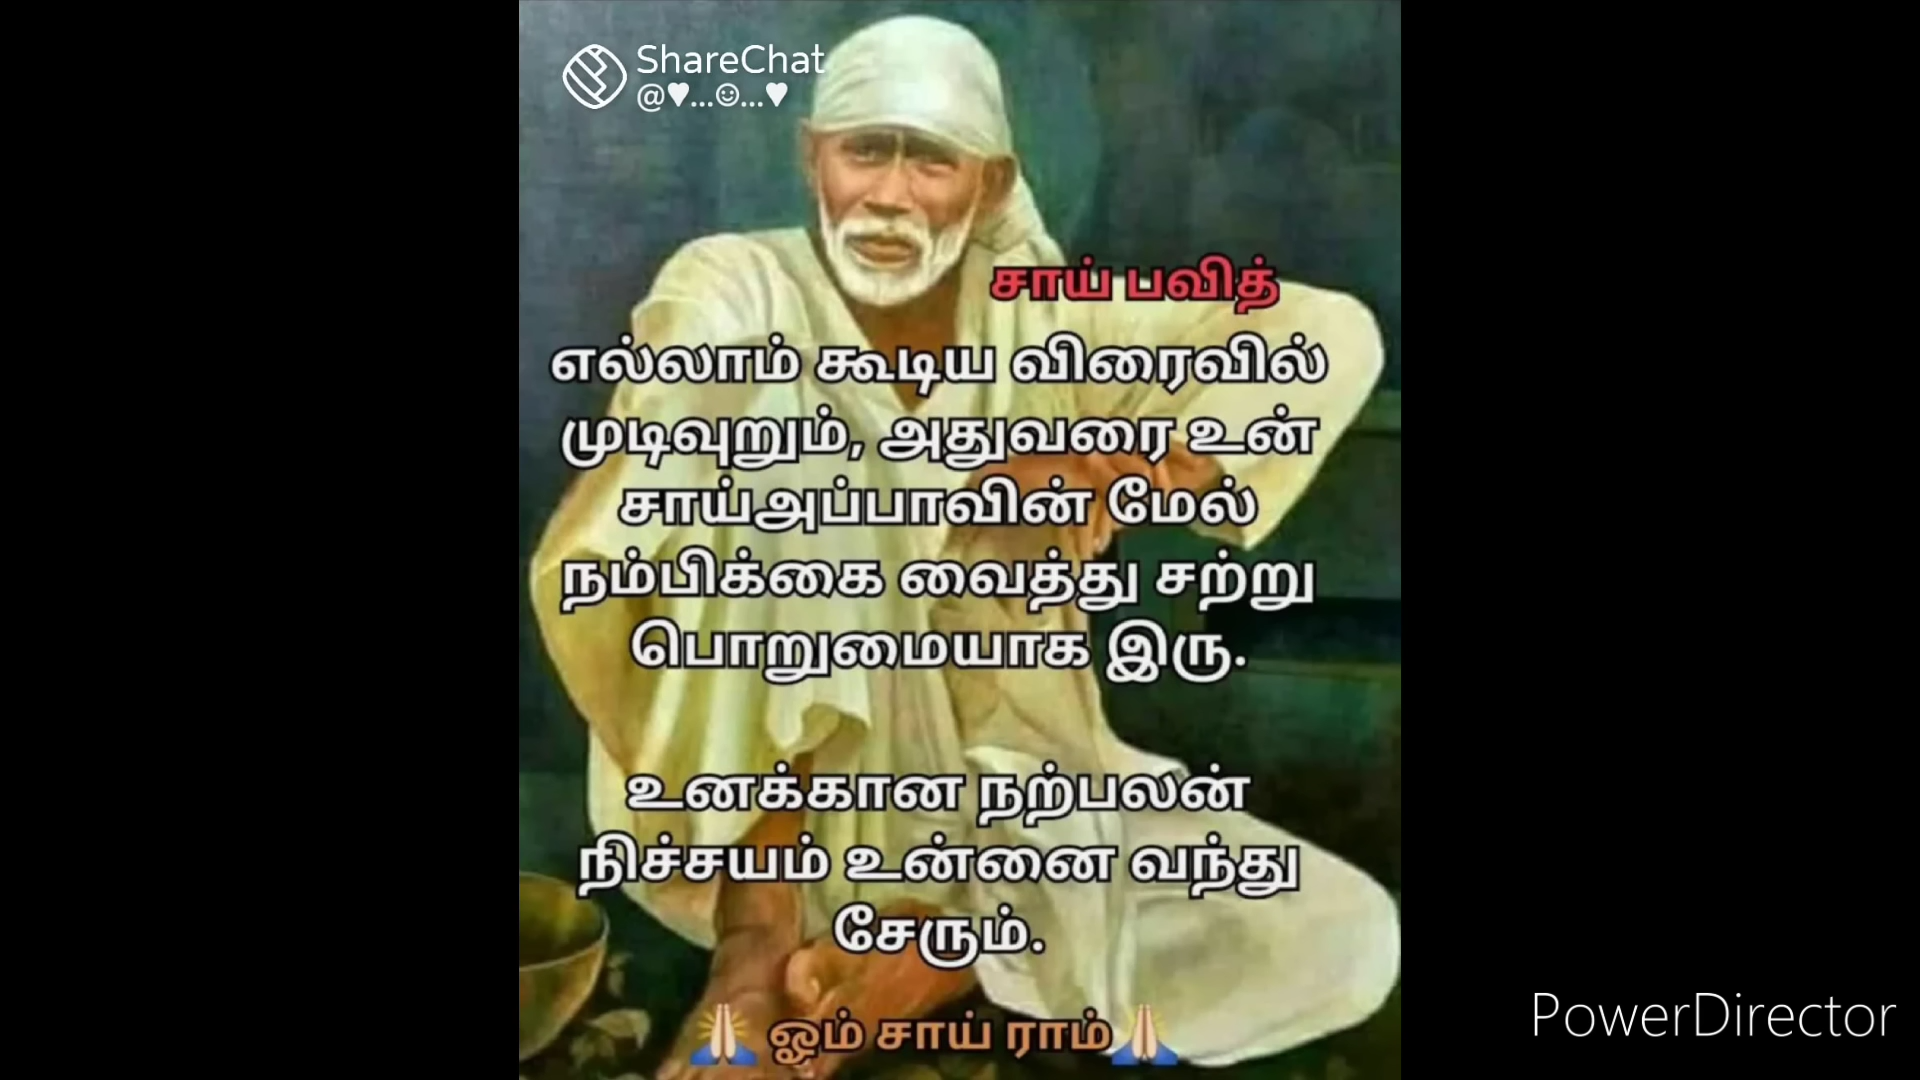 ShareChat
@♥...☺...♥
சாய் பவித்
எல்லாம் கூடிய விரைவில்
முடிவுறும், அதுவரை உன்
சாய்அப்பாவின் மேல்
நம்பிக்கை வைத்து சற்று
பொறுமையாக இரு.
உனக்கான நற்பலன்
நிச்சயம் உன்னை வந்து
சேரும்.
🙏 ஓம் சாய் ராம்🙏
PowerDirector